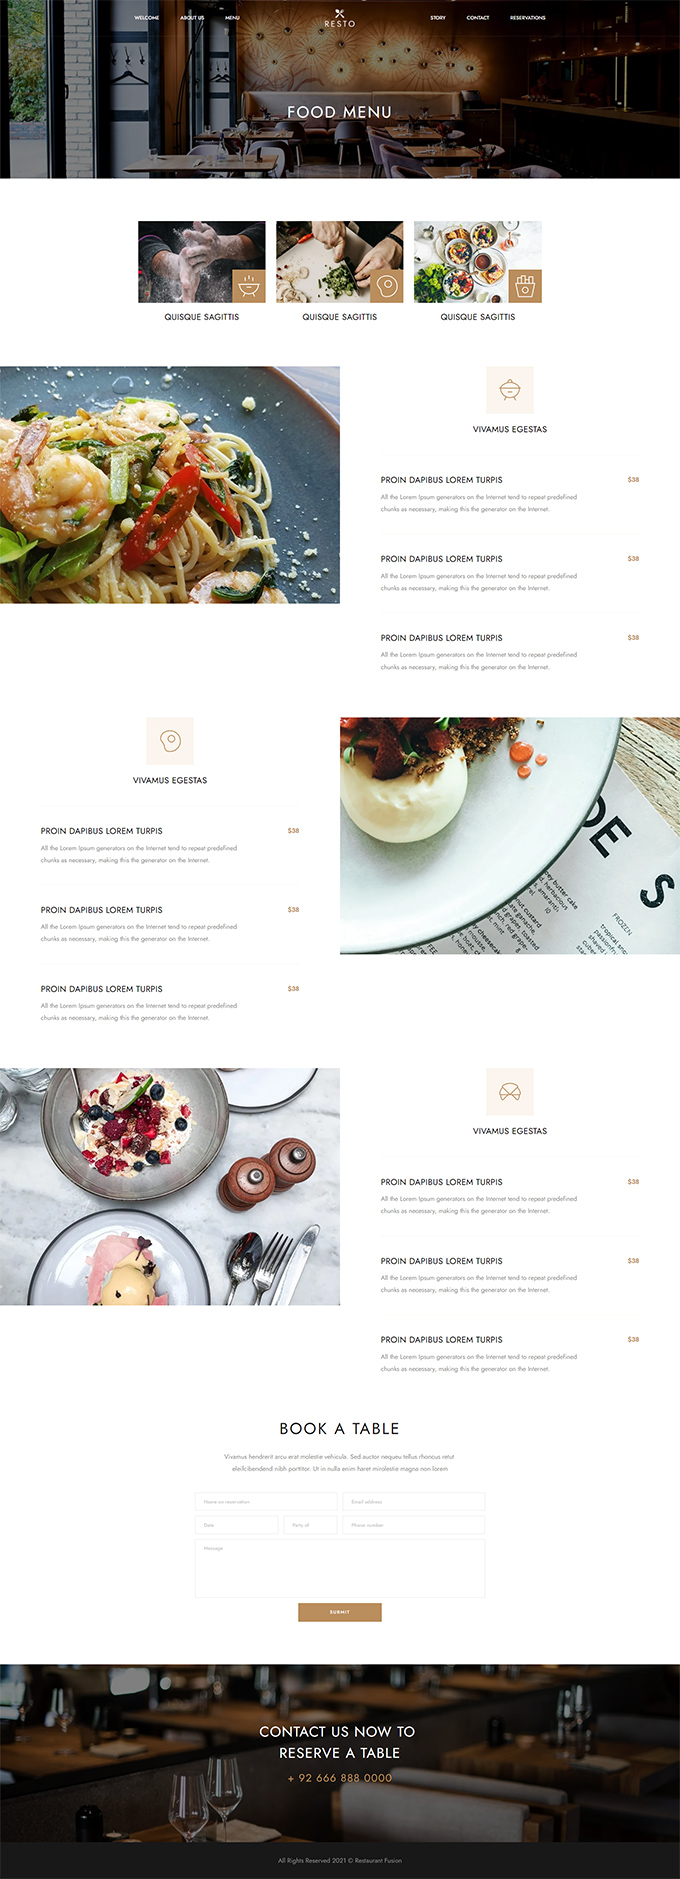 WELCOME ABOUT US MENU RESTO STORY CONTACT RESERVATIONS
FOOD MENU
QUISQUE SAGITTIS QUISQUE SAGITTIS QUISQUE SAGITTIS
VIVAMUS EGESTAS
PROIN DAPIBUS LOREM TURPIS $38
All the Lorem Ipsum generators on the Internet tend to repeat predefined
chunks as necessary, making this the generator on the Internet.
PROIN DAPIBUS LOREM TURPIS $38
All the Lorem Ipsum generators on the Internet tend to repeat predefined
chunks as necessary, making this the generator on the Internet.
PROIN DAPIBUS LOREM TURPIS $38
All the Lorem Ipsum generators on the Internet tend to repeat predefined
chunks as necessary, making this the generator on the Internet.
VIVAMUS EGESTAS
PROIN DAPIBUS LOREM TURPIS $38
All the Lorem Ipsum generators on the Internet tend to repeat predefined
chunks as necessary, making this the generator on the Internet.
PROIN DAPIBUS LOREM TURPIS $38
All the Lorem Ipsum generators on the Internet tend to repeat predefined
chunks as necessary, making this the generator on the Internet.
PROIN DAPIBUS LOREM TURPIS $38
All the Lorem Ipsum generators on the Internet tend to repeat predefined
chunks as necessary, making this the generator on the Internet.
VIVAMUS EGESTAS
PROIN DAPIBUS LOREM TURPIS $38
All the Lorem Ipsum generators on the Internet tend to repeat predefined
chunks as necessary, making this the generator on the Internet.
PROIN DAPIBUS LOREM TURPIS $38
All the Lorem Ipsum generators on the Internet tend to repeat predefined
chunks as necessary, making this the generator on the Internet.
PROIN DAPIBUS LOREM TURPIS $38
All the Lorem Ipsum generators on the Internet tend to repeat predefined
chunks as necessary, making this the generator on the Internet.
BOOK A TABLE
Vivamus hendrerit arcu erat molestie vehicula. Sed auctor nequeu tellus rhoncus retut
eleificibendend nibh porttitor. Ut in nulla enim haret mirolestie magna non lorem
Name on reservation Email address
Date Party of Phone number
Message
SUBMIT
CONTACT US NOW TO
RESERVE A TABLE
+ 92 666 888 0000
All Rights Reserved 2021 © Restaurant Fusion